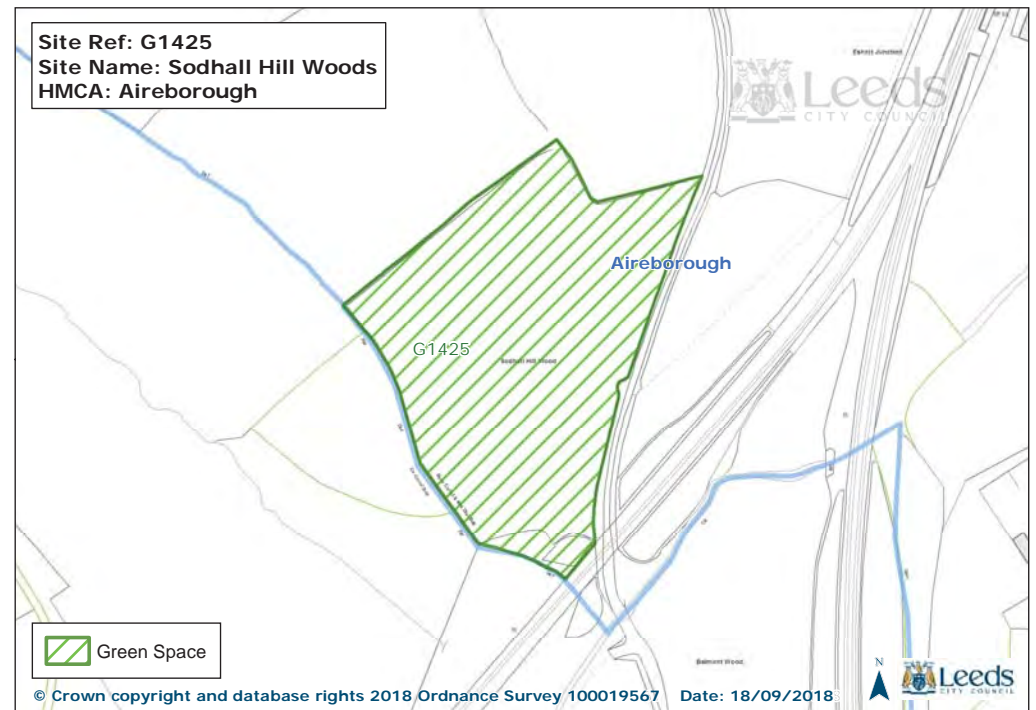 Site Ref: G1425
Site Name: Sodhall Hill Woods
HMCA: Aireborough
Esholt Junction
Leeds
CITY COUNCIL
Aireborough
G1425
Sodhall Hill Wood
Belmont Wood
Green Space
N
Leeds
CITY COUNCIL
© Crown copyright and database rights 2018 Ordnance Survey 100019567 Date: 18/09/2018